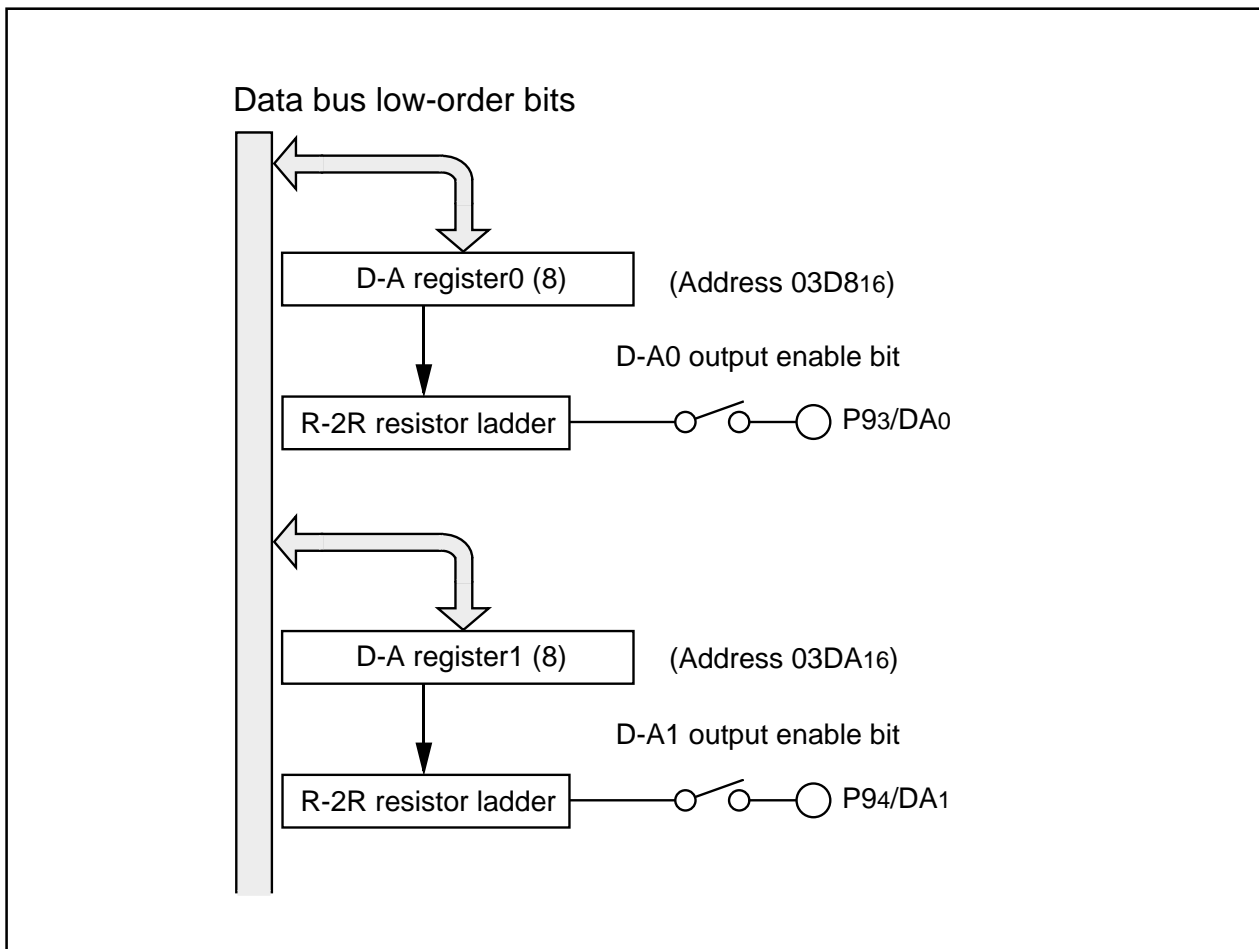 Data bus low-order bits
D-A register0 (8) (Address 03D816)
D-A0 output enable bit
R-2R resistor ladder P93/DA0
D-A register1 (8) (Address 03DA16)
D-A1 output enable bit
R-2R resistor ladder P94/DA1